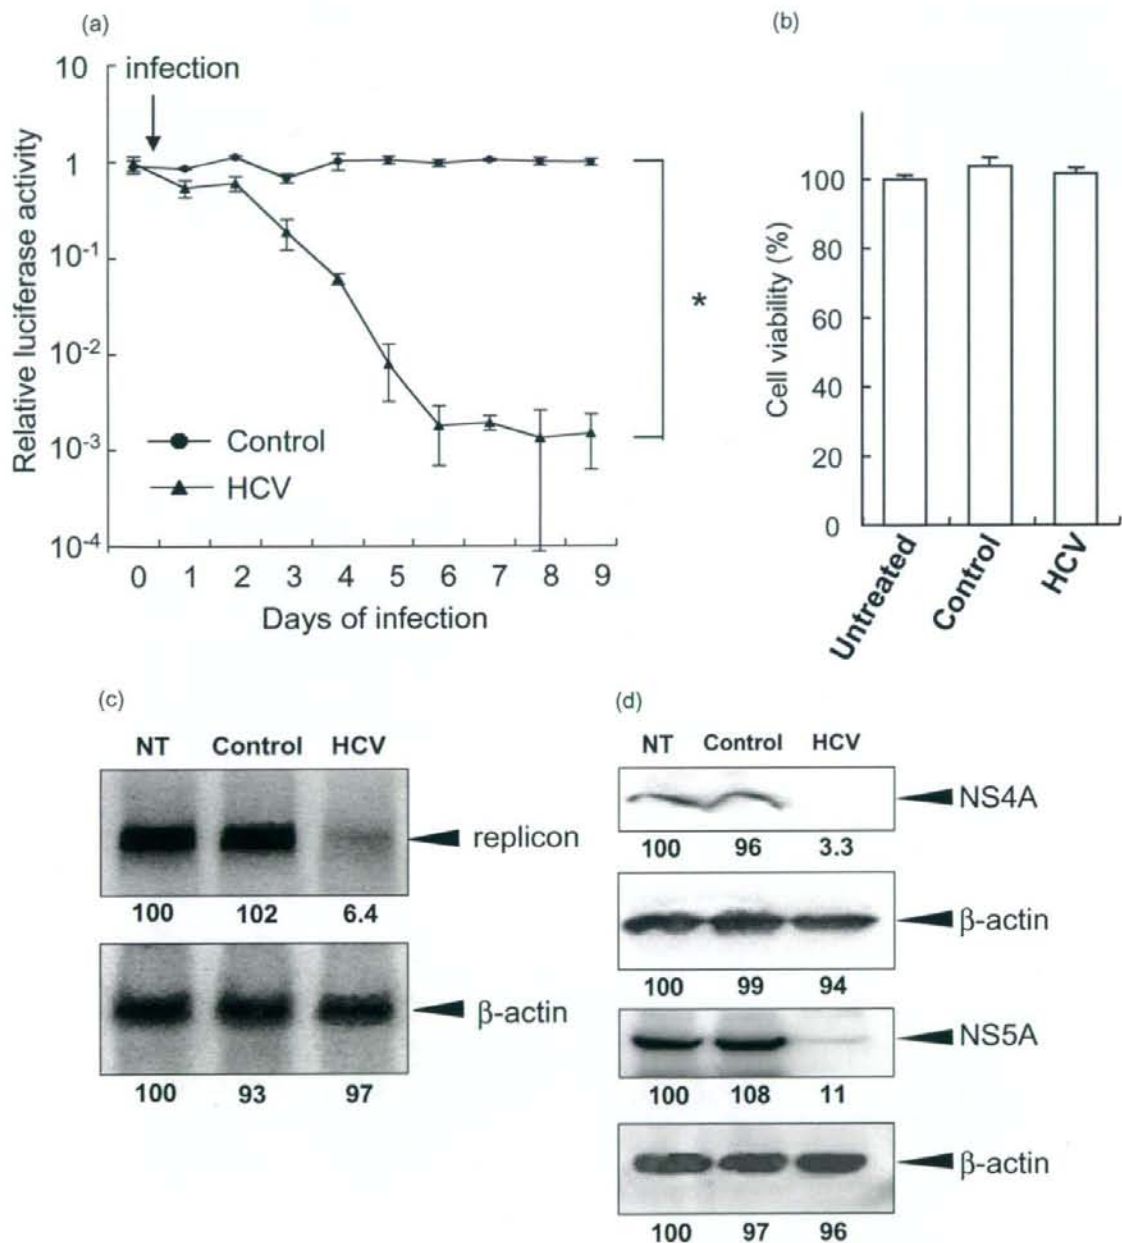 (a)
10
infection
1
10-1
10-2
10-3
10-4
Relative luciferase activity
Control
HCV
*
0 1 2 3 4 5 6 7 8 9
Days of infection
(b)
100
80
60
40
20
0
Cell viability (%)
Untreated
Control
HCV
(c)
NT Control HCV
replicon
100 102 6.4
β-actin
100 93 97
(d)
NT Control HCV
NS4A
100 96 3.3
β-actin
100 99 94
NS5A
100 108 11
β-actin
100 97 96